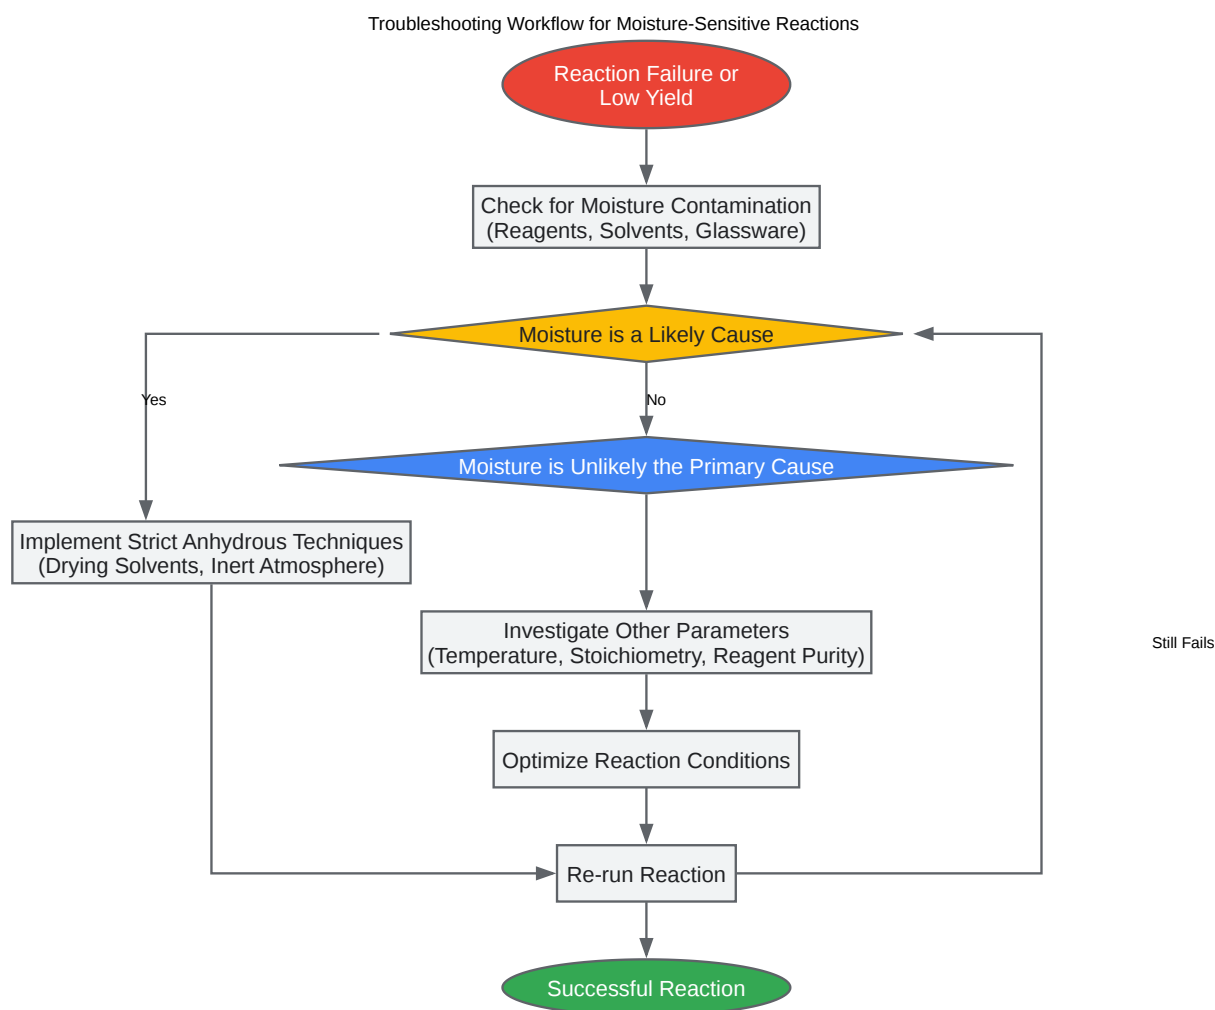 Troubleshooting Workflow for Moisture-Sensitive Reactions
Reaction Failure or
Low Yield
Check for Moisture Contamination
(Reagents, Solvents, Glassware)
Moisture is a Likely Cause
Yes
No
Moisture is Unlikely the Primary Cause
Implement Strict Anhydrous Techniques
(Drying Solvents, Inert Atmosphere)
Investigate Other Parameters
(Temperature, Stoichiometry, Reagent Purity)
Still Fails
Optimize Reaction Conditions
Re-run Reaction
Successful Reaction